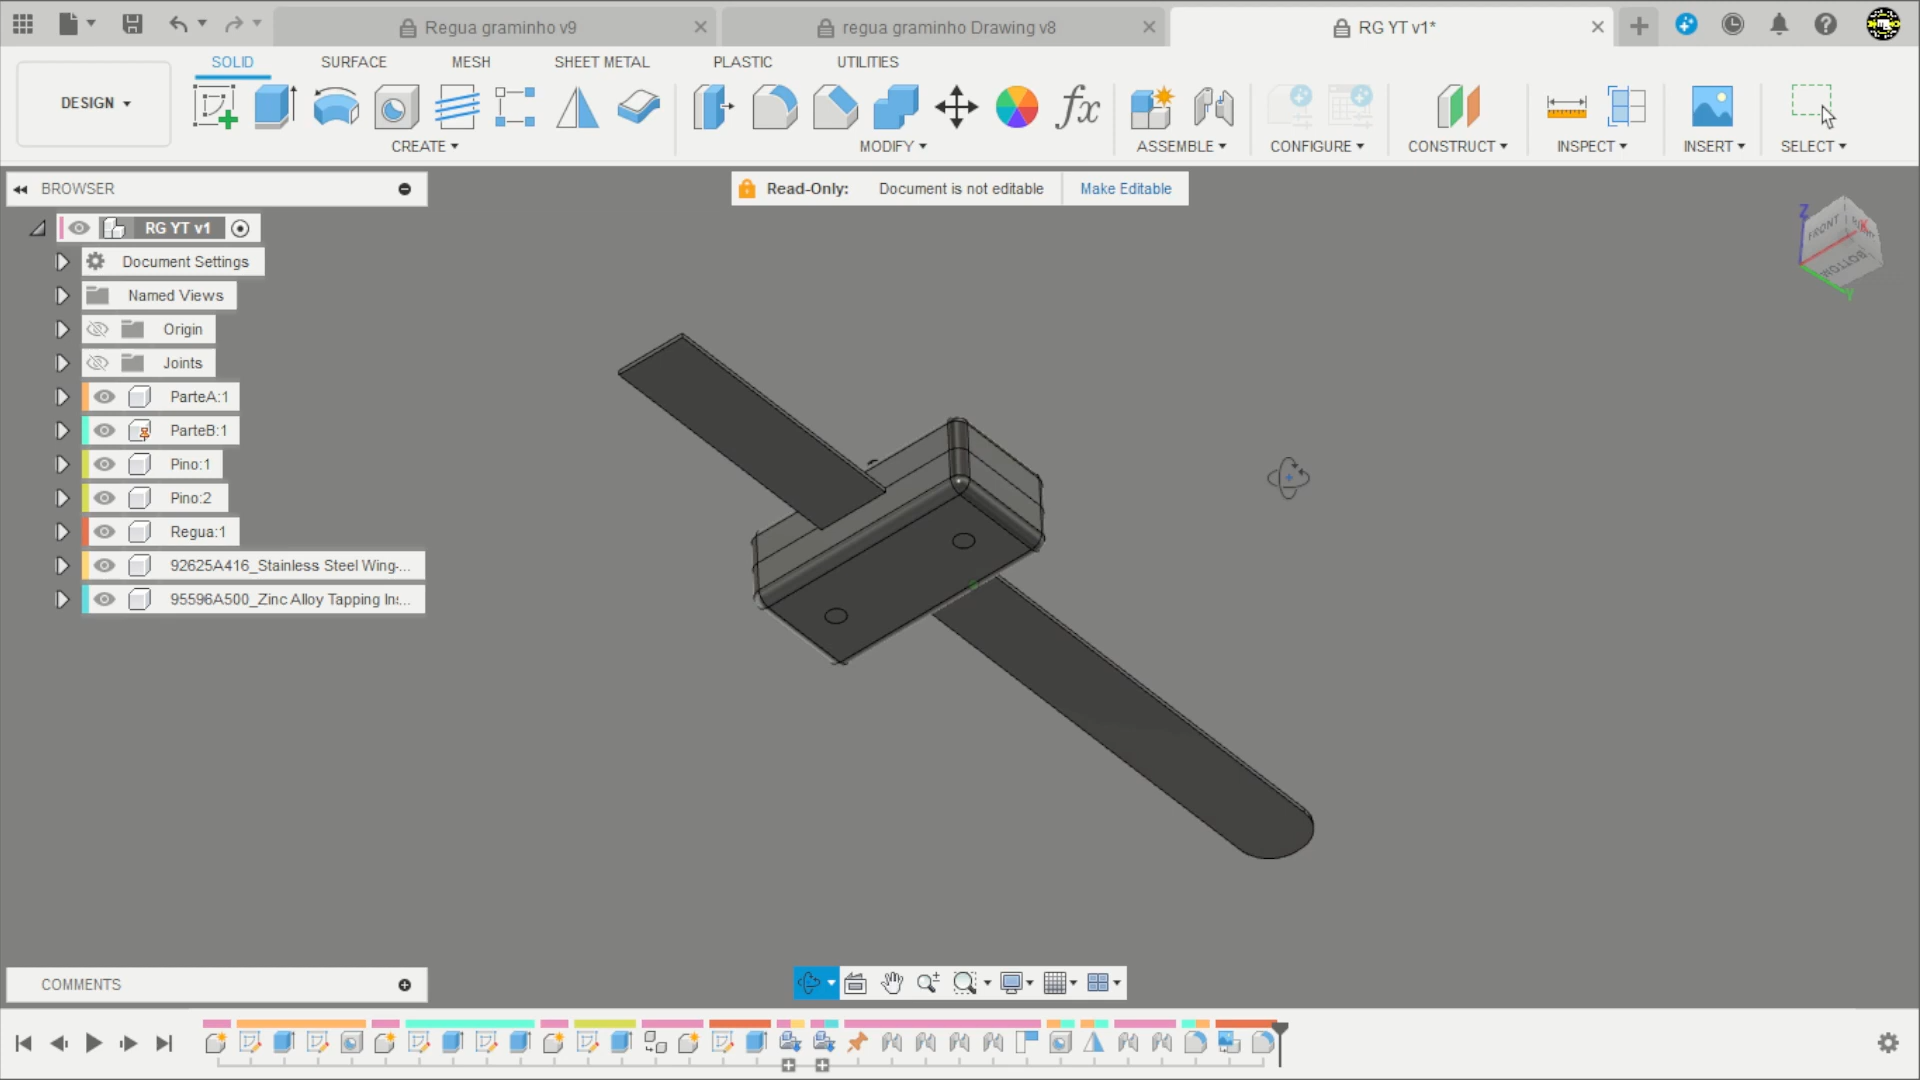 Regua graminho v9
regua graminho Drawing v8
RG YT v1*
SOLID
SURFACE
MESH
SHEET METAL
PLASTIC
UTILITIES
DESIGN
CREATE
MODIFY
ASSEMBLE
CONFIGURE
CONSTRUCT
INSPECT
INSERT
SELECT
BROWSER
Read-Only: Document is not editable Make Editable
RG YT v1
Document Settings
Named Views
Origin
Joints
ParteA:1
ParteB:1
Pino:1
Pino:2
Regua:1
92625A416_Stainless Steel Wing-...
95596A500_Zinc Alloy Tapping In:...
Z
FRONT
X
BOTTOM
Y
COMMENTS